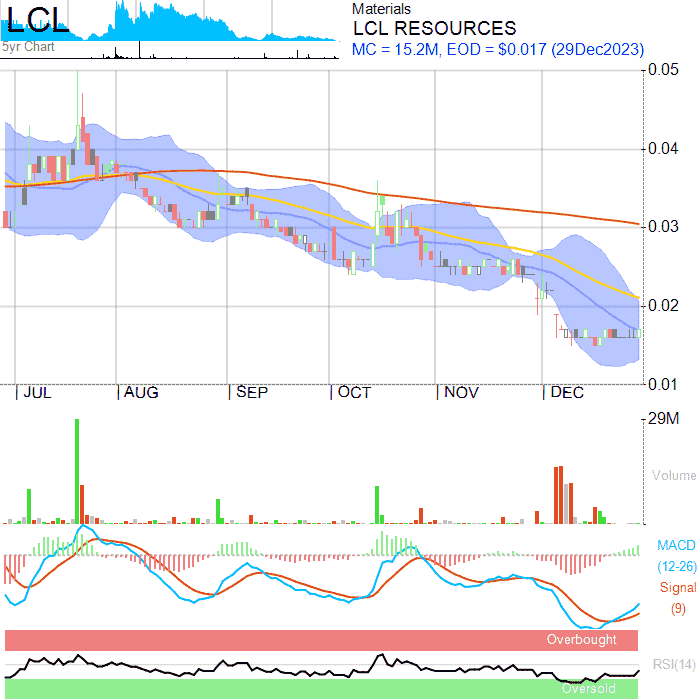 LCL
5yr Chart
Materials
LCL RESOURCES
MC = 15.2M, EOD = $0.017 (29Dec2023)
0.05
0.04
0.03
0.02
0.01
JUL AUG SEP OCT NOV DEC
29M
Volume
MACD
(12-26)
Signal
(9)
Overbought
RSI(14)
Oversold